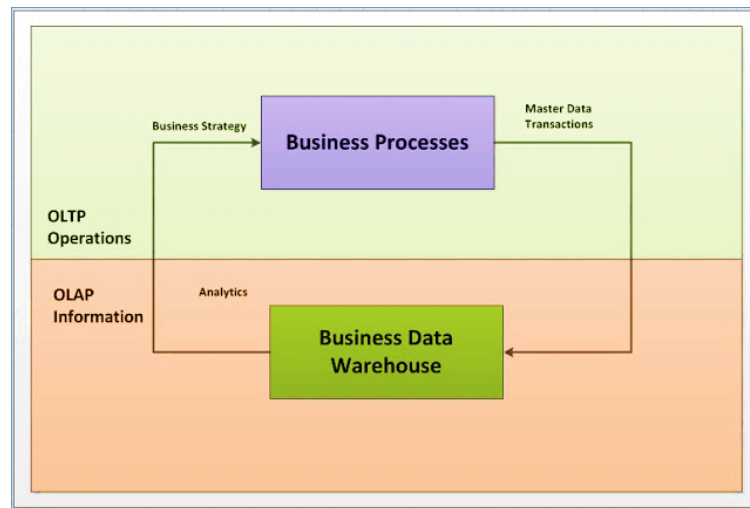 Business Strategy
Business Processes
Master Data
Transactions
OLTP
Operations
OLAP
Information
Analytics
Business Data
Warehouse